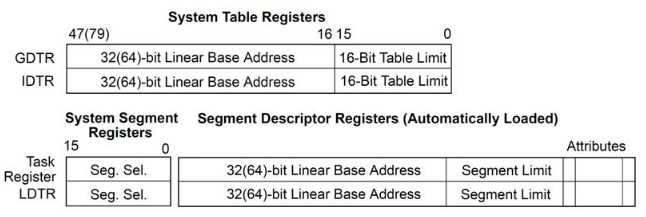 System Table Registers
47(79) 16 15 0
GDTR 32(64)-bit Linear Base Address 16-Bit Table Limit
IDTR 32(64)-bit Linear Base Address 16-Bit Table Limit
System Segment Registers Segment Descriptor Registers (Automatically Loaded)
15 0 Attributes
Task Register Seg. Sel. 32(64)-bit Linear Base Address Segment Limit
LDTR Seg. Sel. 32(64)-bit Linear Base Address Segment Limit